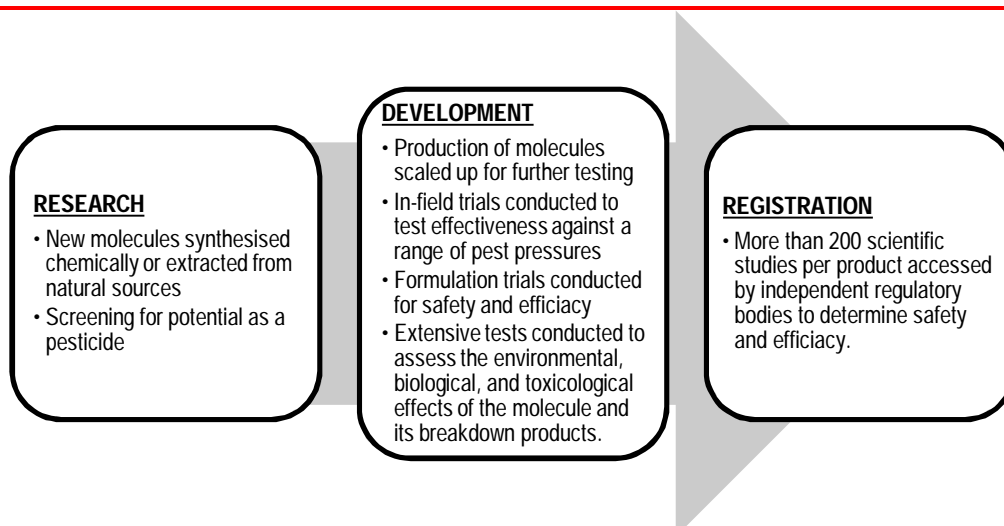 RESEARCH
• New molecules synthesised
chemically or extracted from
natural sources
• Screening for potential as a
pesticide
DEVELOPMENT
• Production of molecules
scaled up for further testing
• In-field trials conducted to
test effectiveness against a
range of pest pressures
• Formulation trials conducted
for safety and efficiacy
• Extensive tests conducted to
assess the environmental,
biological, and toxicological
effects of the molecule and
its breakdown products.
REGISTRATION
• More than 200 scientific
studies per product accessed
by independent regulatory
bodies to determine safety
and efficiacy.